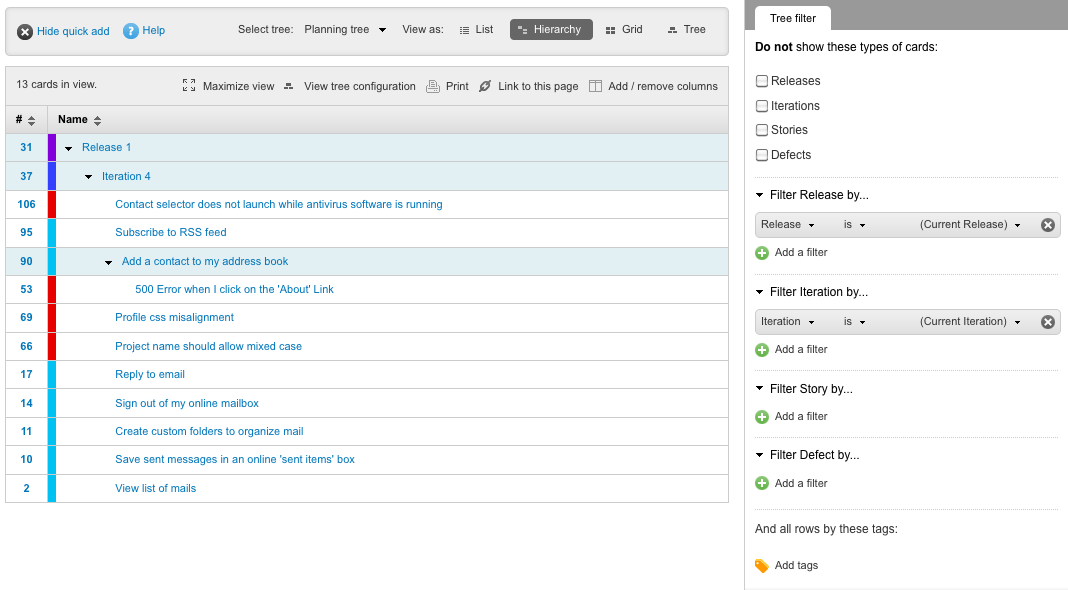 Hide quick add Help Select tree: Planning tree View as: List Hierarchy Grid Tree
13 cards in view. Maximize view View tree configuration Print Link to this page Add / remove columns
# Name
31 Release 1
37 Iteration 4
106 Contact selector does not launch while antivirus software is running
95 Subscribe to RSS feed
90 Add a contact to my address book
53 500 Error when I click on the 'About' Link
69 Profile css misalignment
66 Project name should allow mixed case
17 Reply to email
14 Sign out of my online mailbox
11 Create custom folders to organize mail
10 Save sent messages in an online 'sent items' box
2 View list of mails
Tree filter
Do not show these types of cards:
Releases
Iterations
Stories
Defects
Filter Release by...
Release is (Current Release)
Add a filter
Filter Iteration by...
Iteration is (Current Iteration)
Add a filter
Filter Story by...
Add a filter
Filter Defect by...
Add a filter
And all rows by these tags:
Add tags